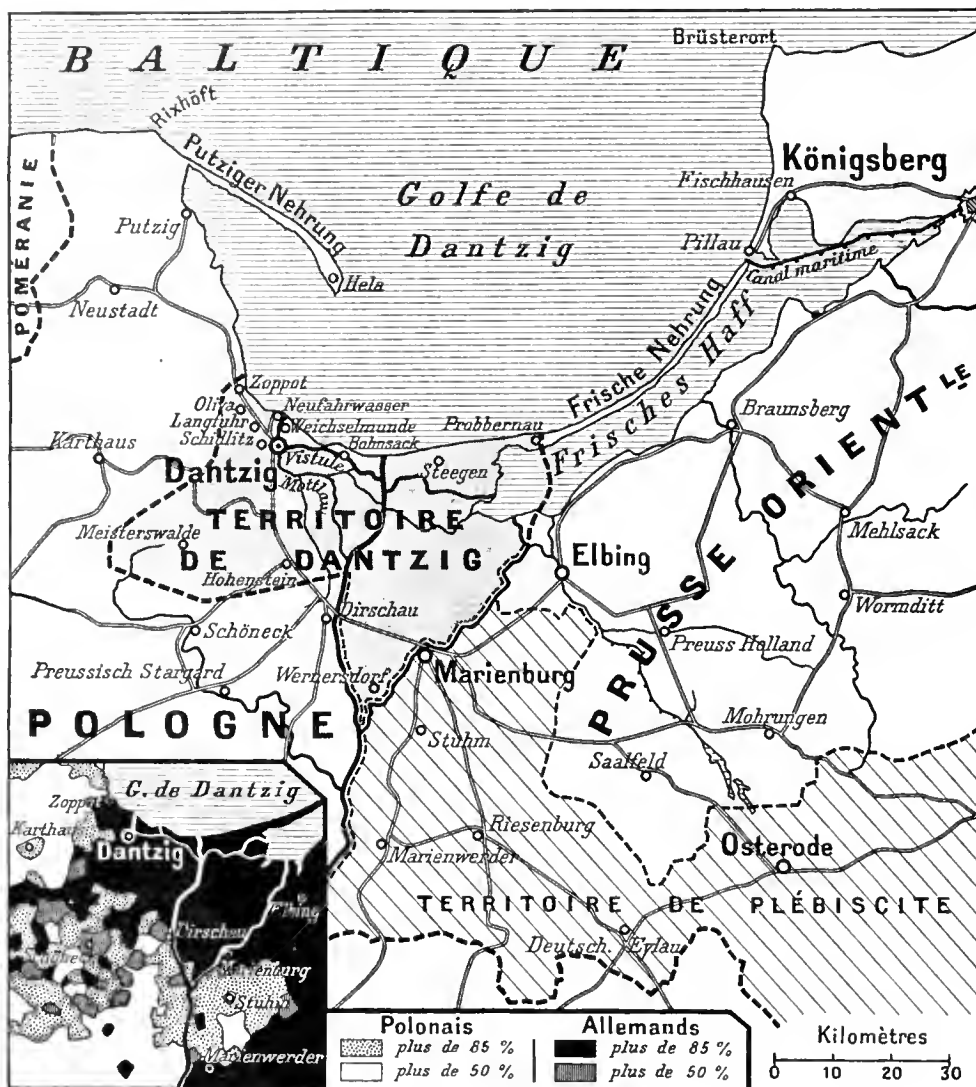 BALTIQUE
Brüsterort
Rixhöft
Putziger Nehrung
Königsberg
Fischhausen
Golfe de
Dantzig
POMÉRANIE
Putzig
Pillau
Canal maritime
Hela
Neustadt
Frische Nehrung
Frisches Haff
Zoppot
Oliva
Neufahrwasser
Langfuhr
Weichselmunde
Schidlitz
Bohnsack
Probbernau
Braunsberg
Karthaus
Vistule
Steegen
Dantzig
Mottlau
TERRITOIRE
DE DANTZIG
Meisterswalde
Hohenstein
Elbing
Mehlsack
PRUSSE ORIENTLE
Dirschau
Wormditt
Schöneck
Preuss Holland
Preussisch Stargard
Wernersdorf
Marienburg
POLOGNE
Stuhm
Mohrungen
Saalfeld
Riesenburg
Marienwerder
Osterode
TERRITOIRE DE PLÉBISCITE
Deutsch. Eylau
G. de Dantzig
Zoppot
Karthaus
Dantzig
Elbing
Dirschau
Marienburg
Stuhm
Marienwerder
Polonais
plus de 85 %
plus de 50 %
Allemands
plus de 85 %
plus de 50 %
Kilomètres
0 10 20 30